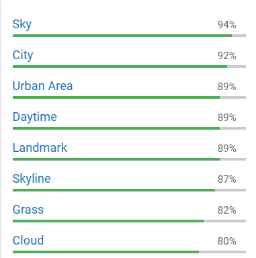 Sky 94%
City 92%
Urban Area 89%
Daytime 89%
Landmark 89%
Skyline 87%
Grass 82%
Cloud 80%